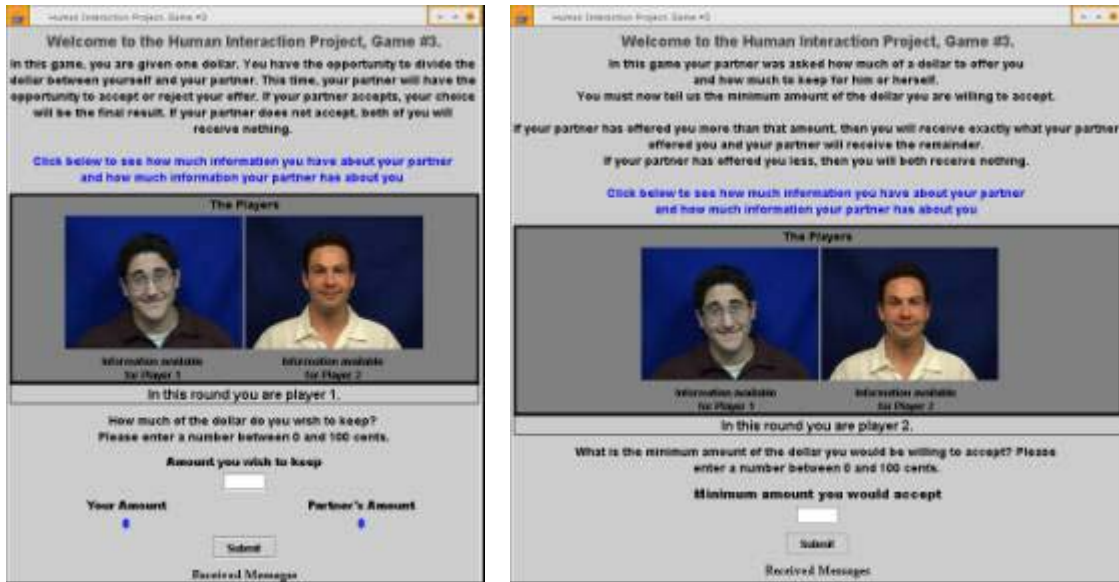 Human Interaction Project, Game #3
Welcome to the Human Interaction Project, Game #3.
In this game, you are given one dollar. You have the opportunity to divide the
dollar between yourself and your partner. This time, your partner will have the
opportunity to accept or reject your offer. If your partner accepts, your choice
will be the final result. If your partner does not accept, both of you will
receive nothing.
Click below to see how much information you have about your partner
and how much information your partner has about you
The Players
Information available
for Player 1
Information available
for Player 2
In this round you are player 1.
How much of the dollar do you wish to keep?
Please enter a number between 0 and 100 cents.
Amount you wish to keep
Your Amount
Partner's Amount
0
0
Submit
Received Messages
Human Interaction Project, Game #3
Welcome to the Human Interaction Project, Game #3.
In this game your partner was asked how much of a dollar to offer you
and how much to keep for him or herself.
You must now tell us the minimum amount of the dollar you are willing to accept.
If your partner has offered you more than that amount, then you will receive exactly what your partner
offered you and your partner will receive the remainder.
If your partner has offered you less, then you will both receive nothing.
Click below to see how much information you have about your partner
and how much information your partner has about you
The Players
Information available
for Player 1
Information available
for Player 2
In this round you are player 2.
What is the minimum amount of the dollar you would be willing to accept? Please
enter a number between 0 and 100 cents.
Minimum amount you would accept
Submit
Received Messages